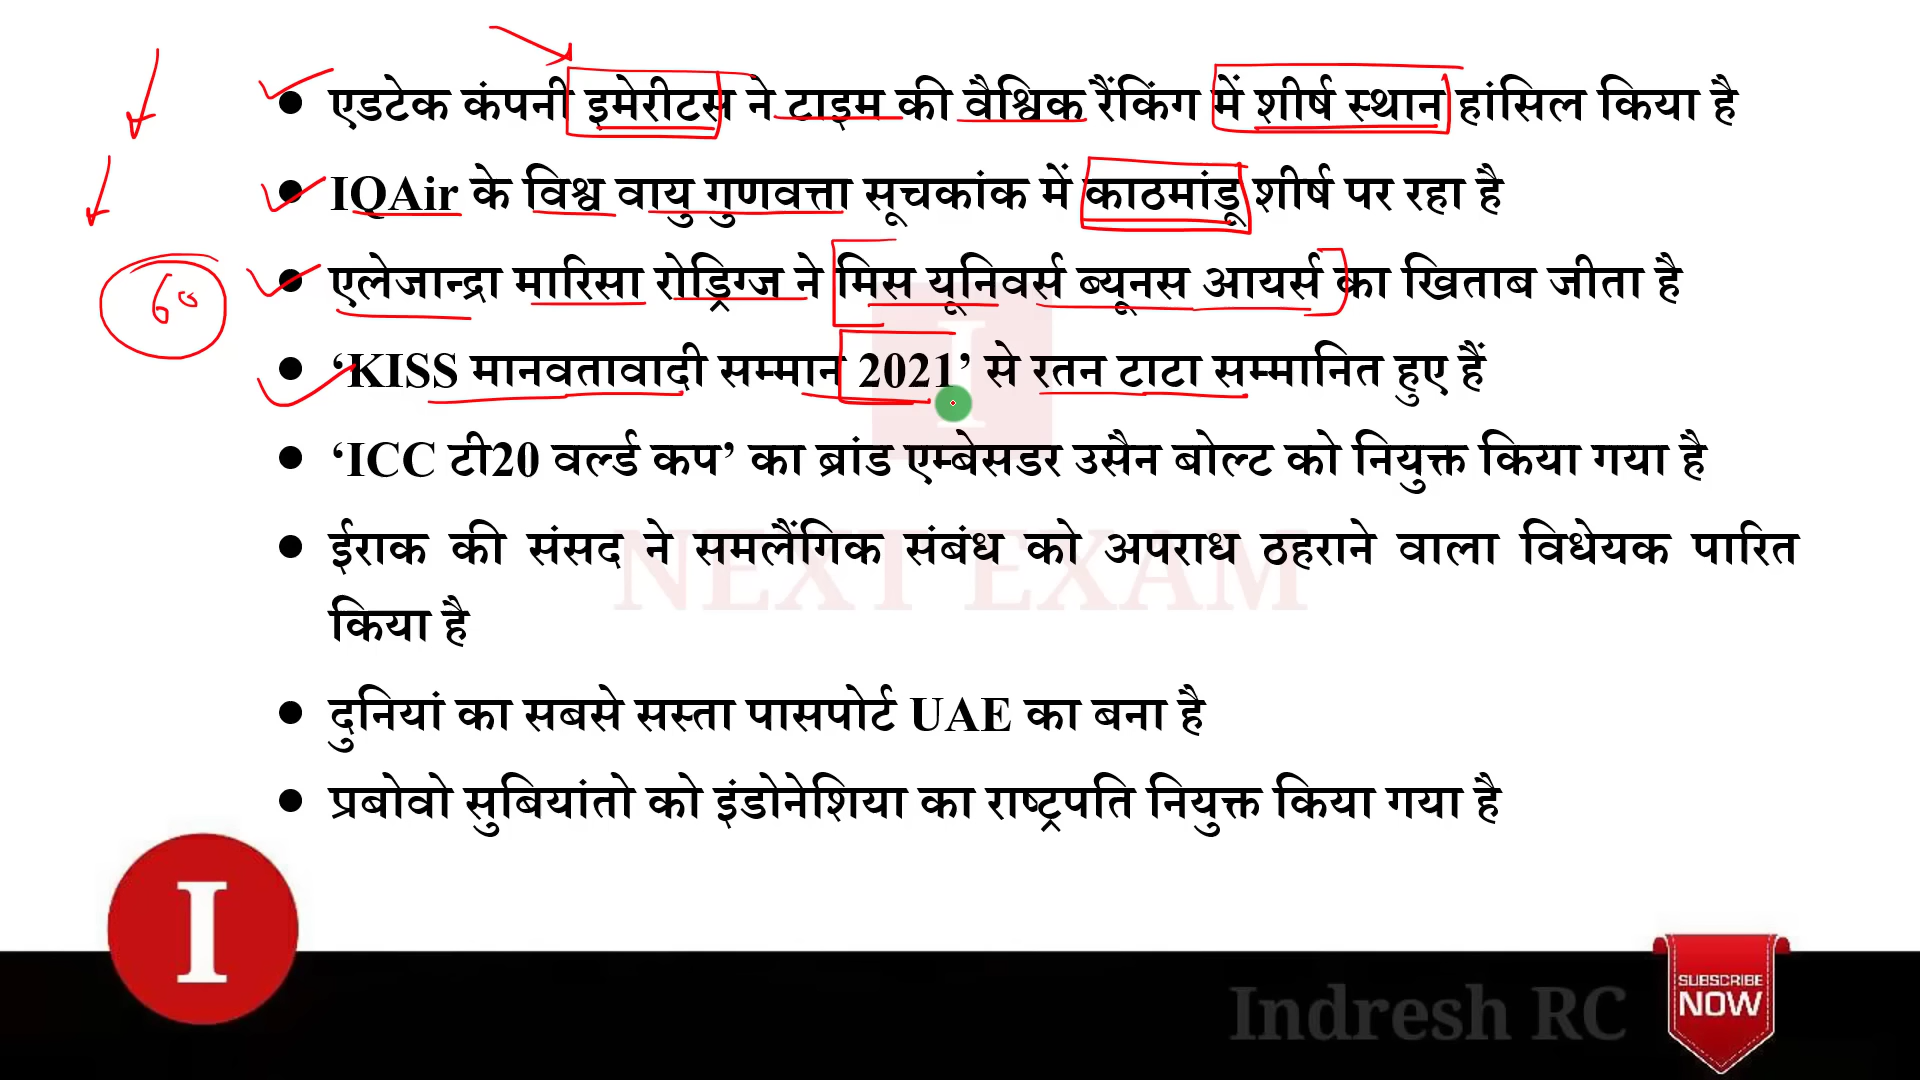 ● एडटेक कंपनी इमेरीटस ने टाइम की वैश्विक रैंकिंग में शीर्ष स्थान हांसिल किया है
● IQAir के विश्व वायु गुणवत्ता सूचकांक में काठमांडू शीर्ष पर रहा है
● एलेजान्द्रा मारिसा रोड्रिग्ज ने मिस यूनिवर्स ब्यूनस आयर्स का खिताब जीता है
60
● ‘KISS मानवतावादी सम्मान 2021’ से रतन टाटा सम्मानित हुए हैं
I
● ‘ICC टी20 वर्ल्ड कप’ का ब्रांड एम्बेसडर उसैन बोल्ट को नियुक्त किया गया है
● ईराक की संसद ने समलैंगिक संबंध को अपराध ठहराने वाला विधेयक पारित
NEXT EXAM
किया है
● दुनियां का सबसे सस्ता पासपोर्ट UAE का बना है
● प्रबोवो सुबियांतो को इंडोनेशिया का राष्ट्रपति नियुक्त किया गया है
I
Indresh RC
SUBSCRIBE
NOW